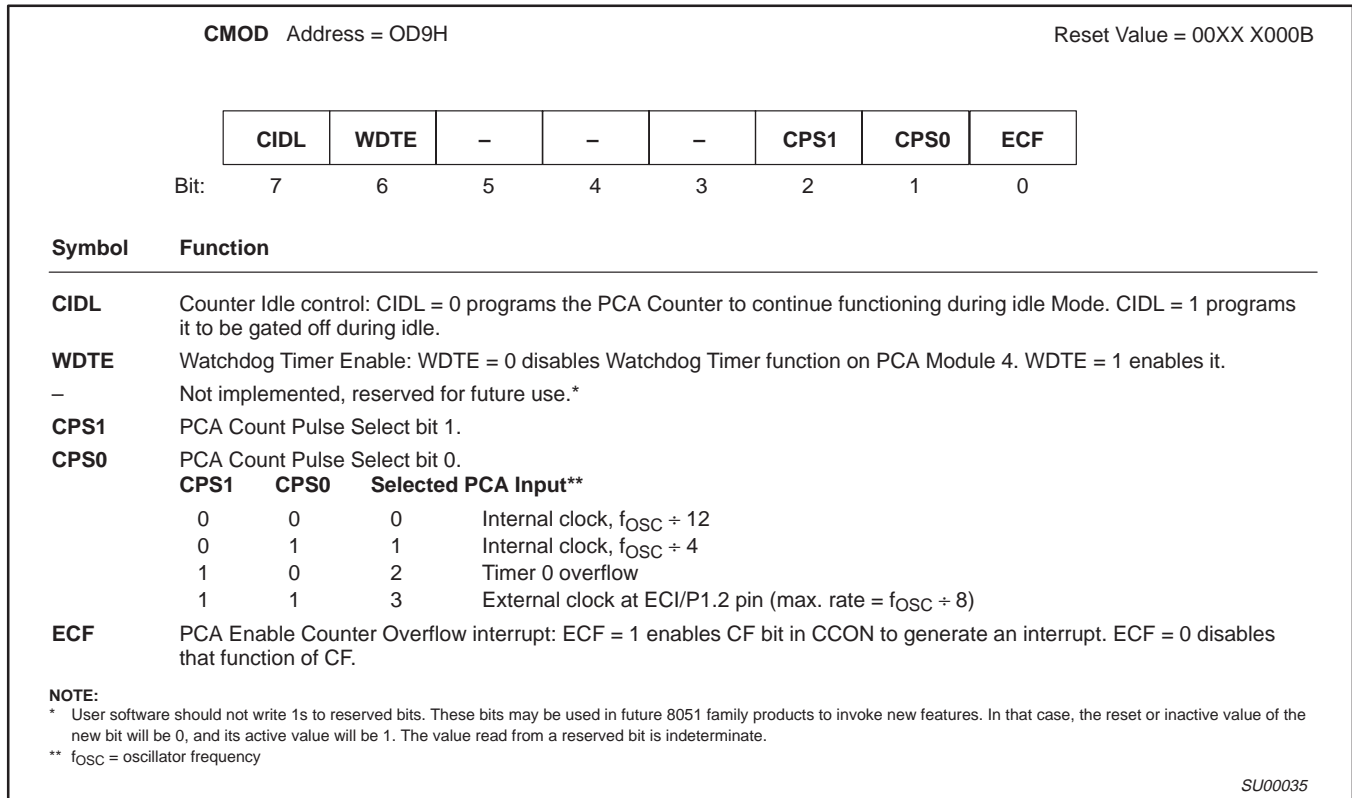 CMOD Address = OD9H Reset Value = 00XX X000B
CIDL WDTE – – – CPS1 CPS0 ECF
Bit: 7 6 5 4 3 2 1 0
Symbol Function
CIDL Counter Idle control: CIDL = 0 programs the PCA Counter to continue functioning during idle Mode. CIDL = 1 programs
it to be gated off during idle.
WDTE Watchdog Timer Enable: WDTE = 0 disables Watchdog Timer function on PCA Module 4. WDTE = 1 enables it.
– Not implemented, reserved for future use.*
CPS1 PCA Count Pulse Select bit 1.
CPS0 PCA Count Pulse Select bit 0.
CPS1 CPS0 Selected PCA Input**
0 0 0 Internal clock, fOSC ÷ 12
0 1 1 Internal clock, fOSC ÷ 4
1 0 2 Timer 0 overflow
1 1 3 External clock at ECI/P1.2 pin (max. rate = fOSC ÷ 8)
ECF PCA Enable Counter Overflow interrupt: ECF = 1 enables CF bit in CCON to generate an interrupt. ECF = 0 disables
that function of CF.
NOTE:
* User software should not write 1s to reserved bits. These bits may be used in future 8051 family products to invoke new features. In that case, the reset or inactive value of the
new bit will be 0, and its active value will be 1. The value read from a reserved bit is indeterminate.
** fOSC = oscillator frequency
SU00035